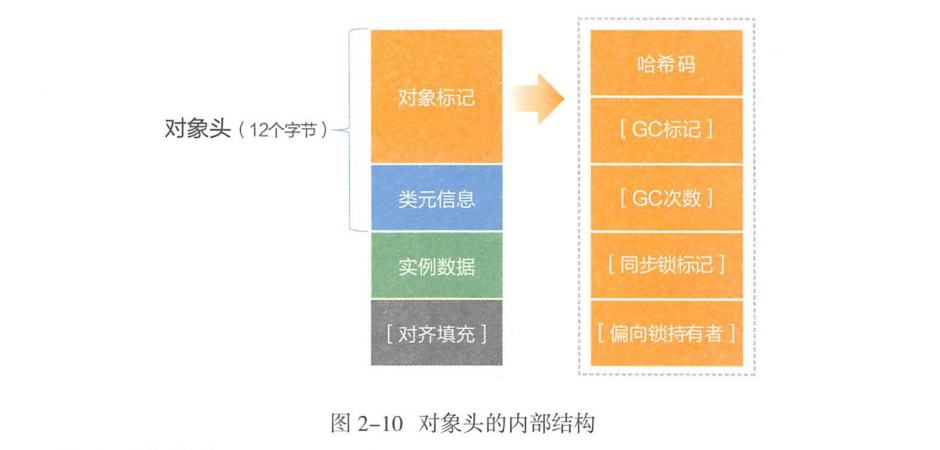 对象头（12个字节）
对象标记
类元信息
实例数据
[ 对齐填充 ]
哈希码
[ GC标记 ]
[ GC次数 ]
[ 同步锁标记 ]
[ 偏向锁持有者 ]
图 2-10 对象头的内部结构